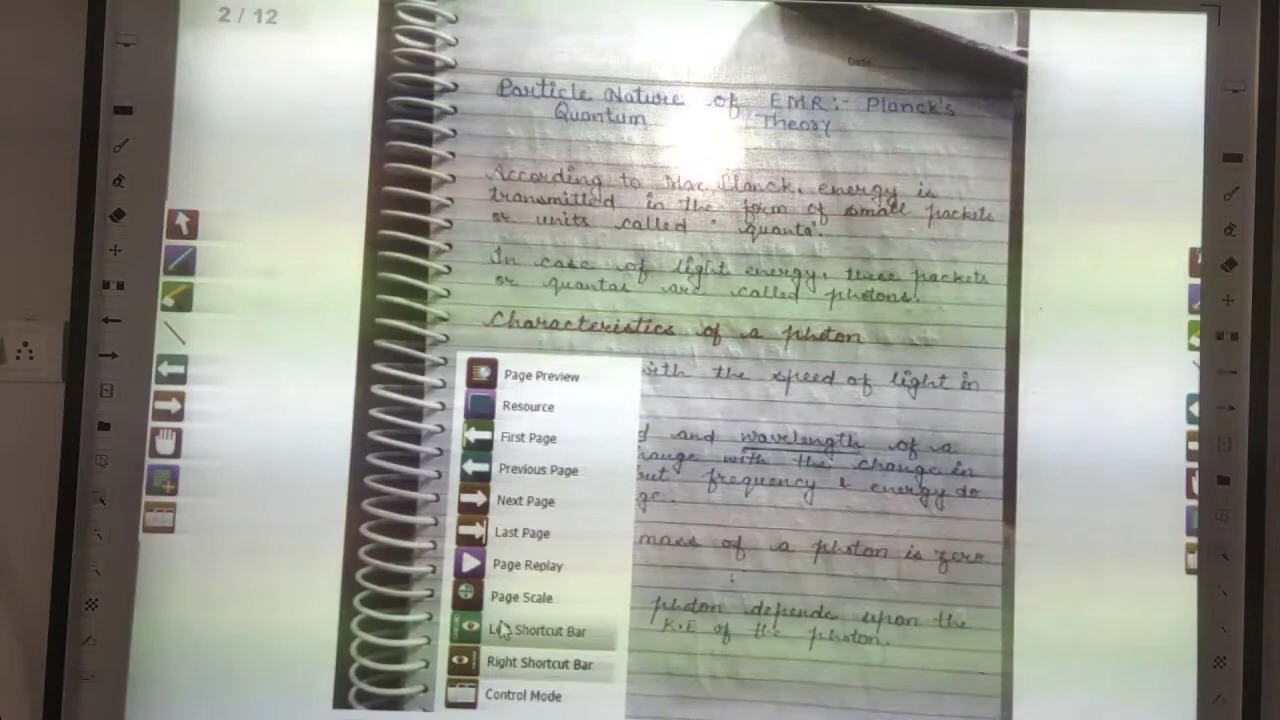 2 / 12
Date
Particle Nature of EMR:- Planck's
Quantum Theory
According to Max Planck, energy is
transmitted in the form of small packets
or units called 'quanta'.
In case of light energy, these packets
or quantas are called photons.
Characteristics of a photon
with the speed of light in
d and wavelength of a
hange with the change in
but frequency & energy do
ge.
mass of a photon is zero
photon depends upon the
K.E of the photon.
Page Preview
Resource
First Page
Previous Page
Next Page
Last Page
Page Replay
Page Scale
Shortcut Bar
Right Shortcut Bar
Control Mode